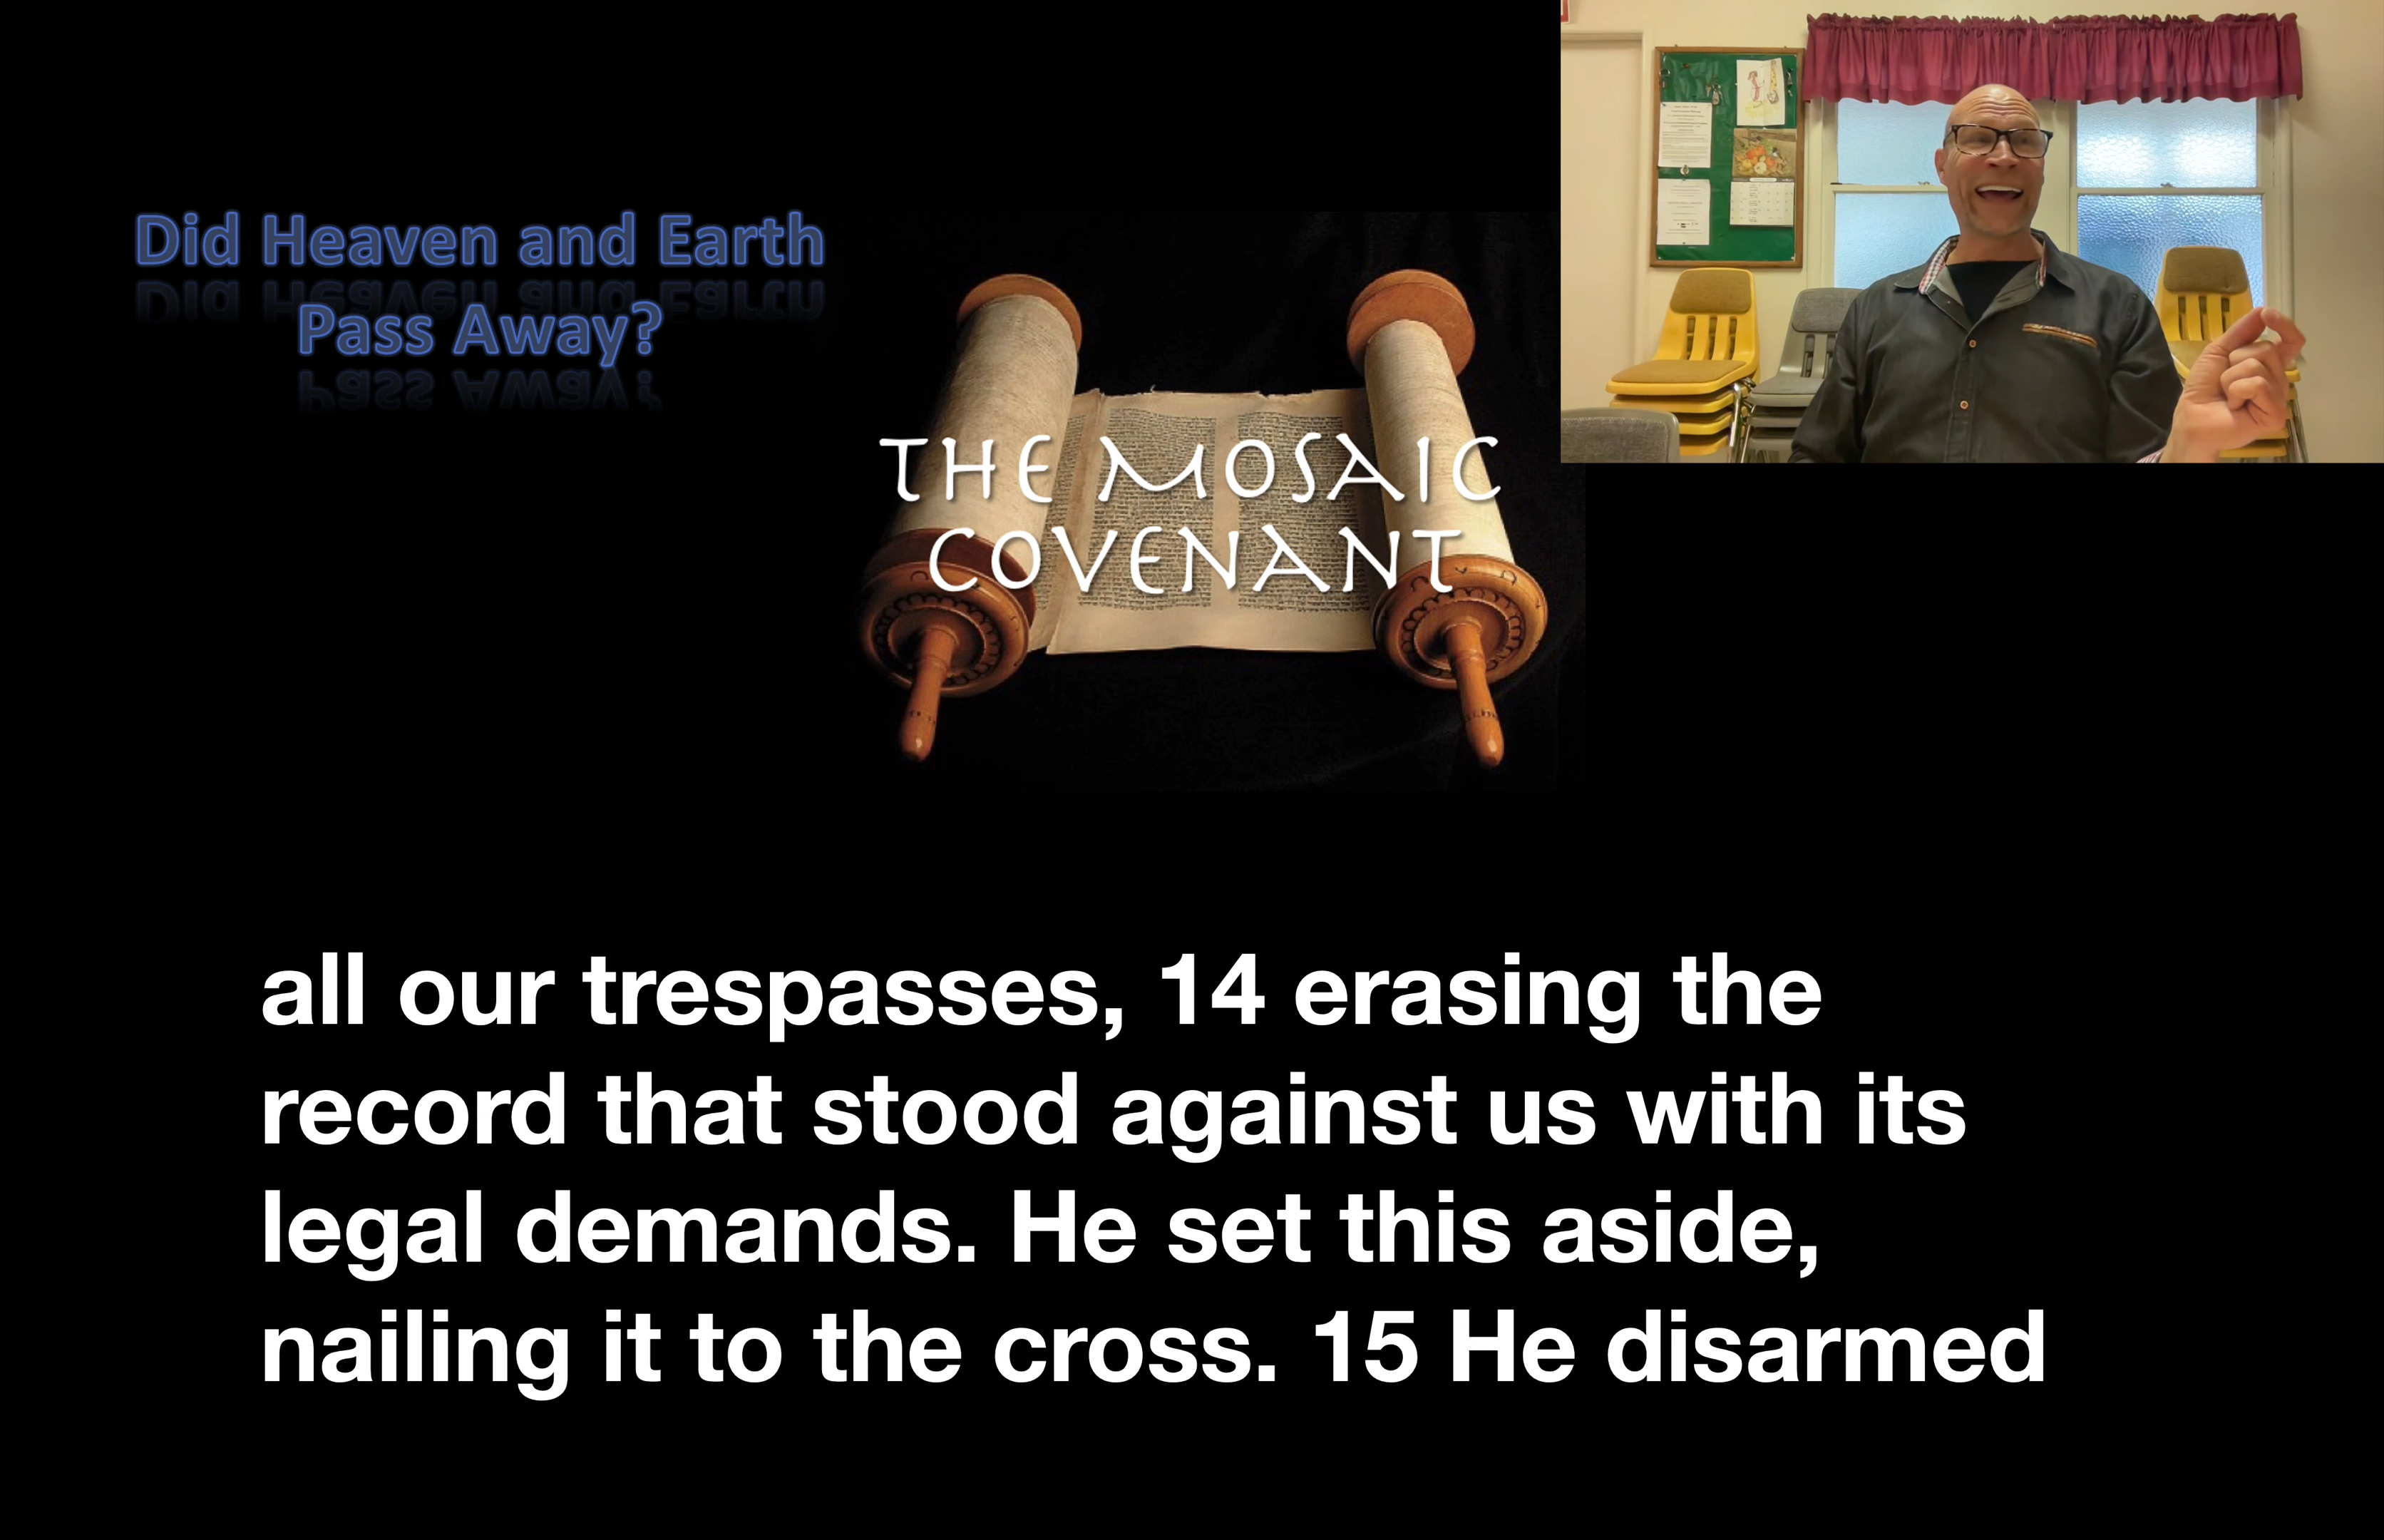 Did Heaven and Earth
Pass Away?
THE MOSAIC
COVENANT
all our trespasses, 14 erasing the
record that stood against us with its
legal demands. He set this aside,
nailing it to the cross. 15 He disarmed